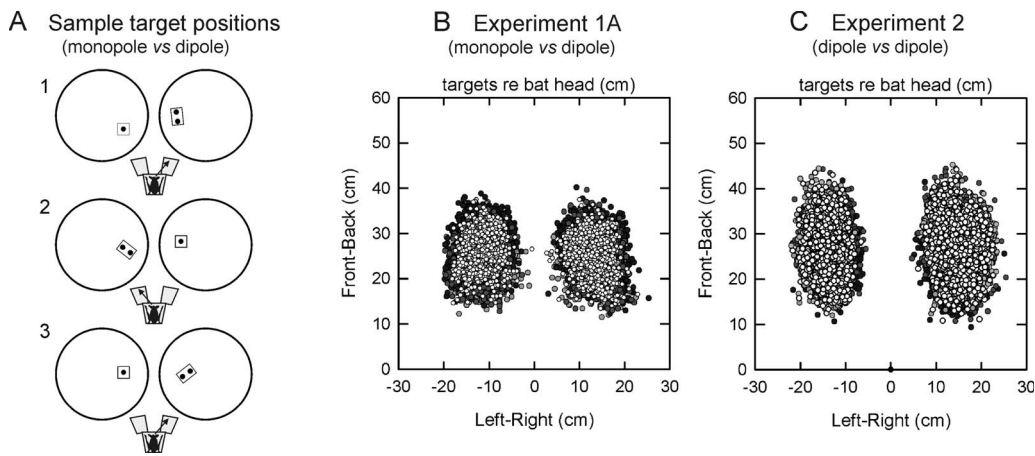 A Sample target positions
(monopole vs dipole)
1
2
3
B Experiment 1A
(monopole vs dipole)
targets re bat head (cm)
60
50
40
30
20
10
0
Front-Back (cm)
-30 -20 -10 0 10 20 30
Left-Right (cm)
C Experiment 2
(dipole vs dipole)
targets re bat head (cm)
60
50
40
30
20
10
0
Front-Back (cm)
-30 -20 -10 0 10 20 30
Left-Right (cm)